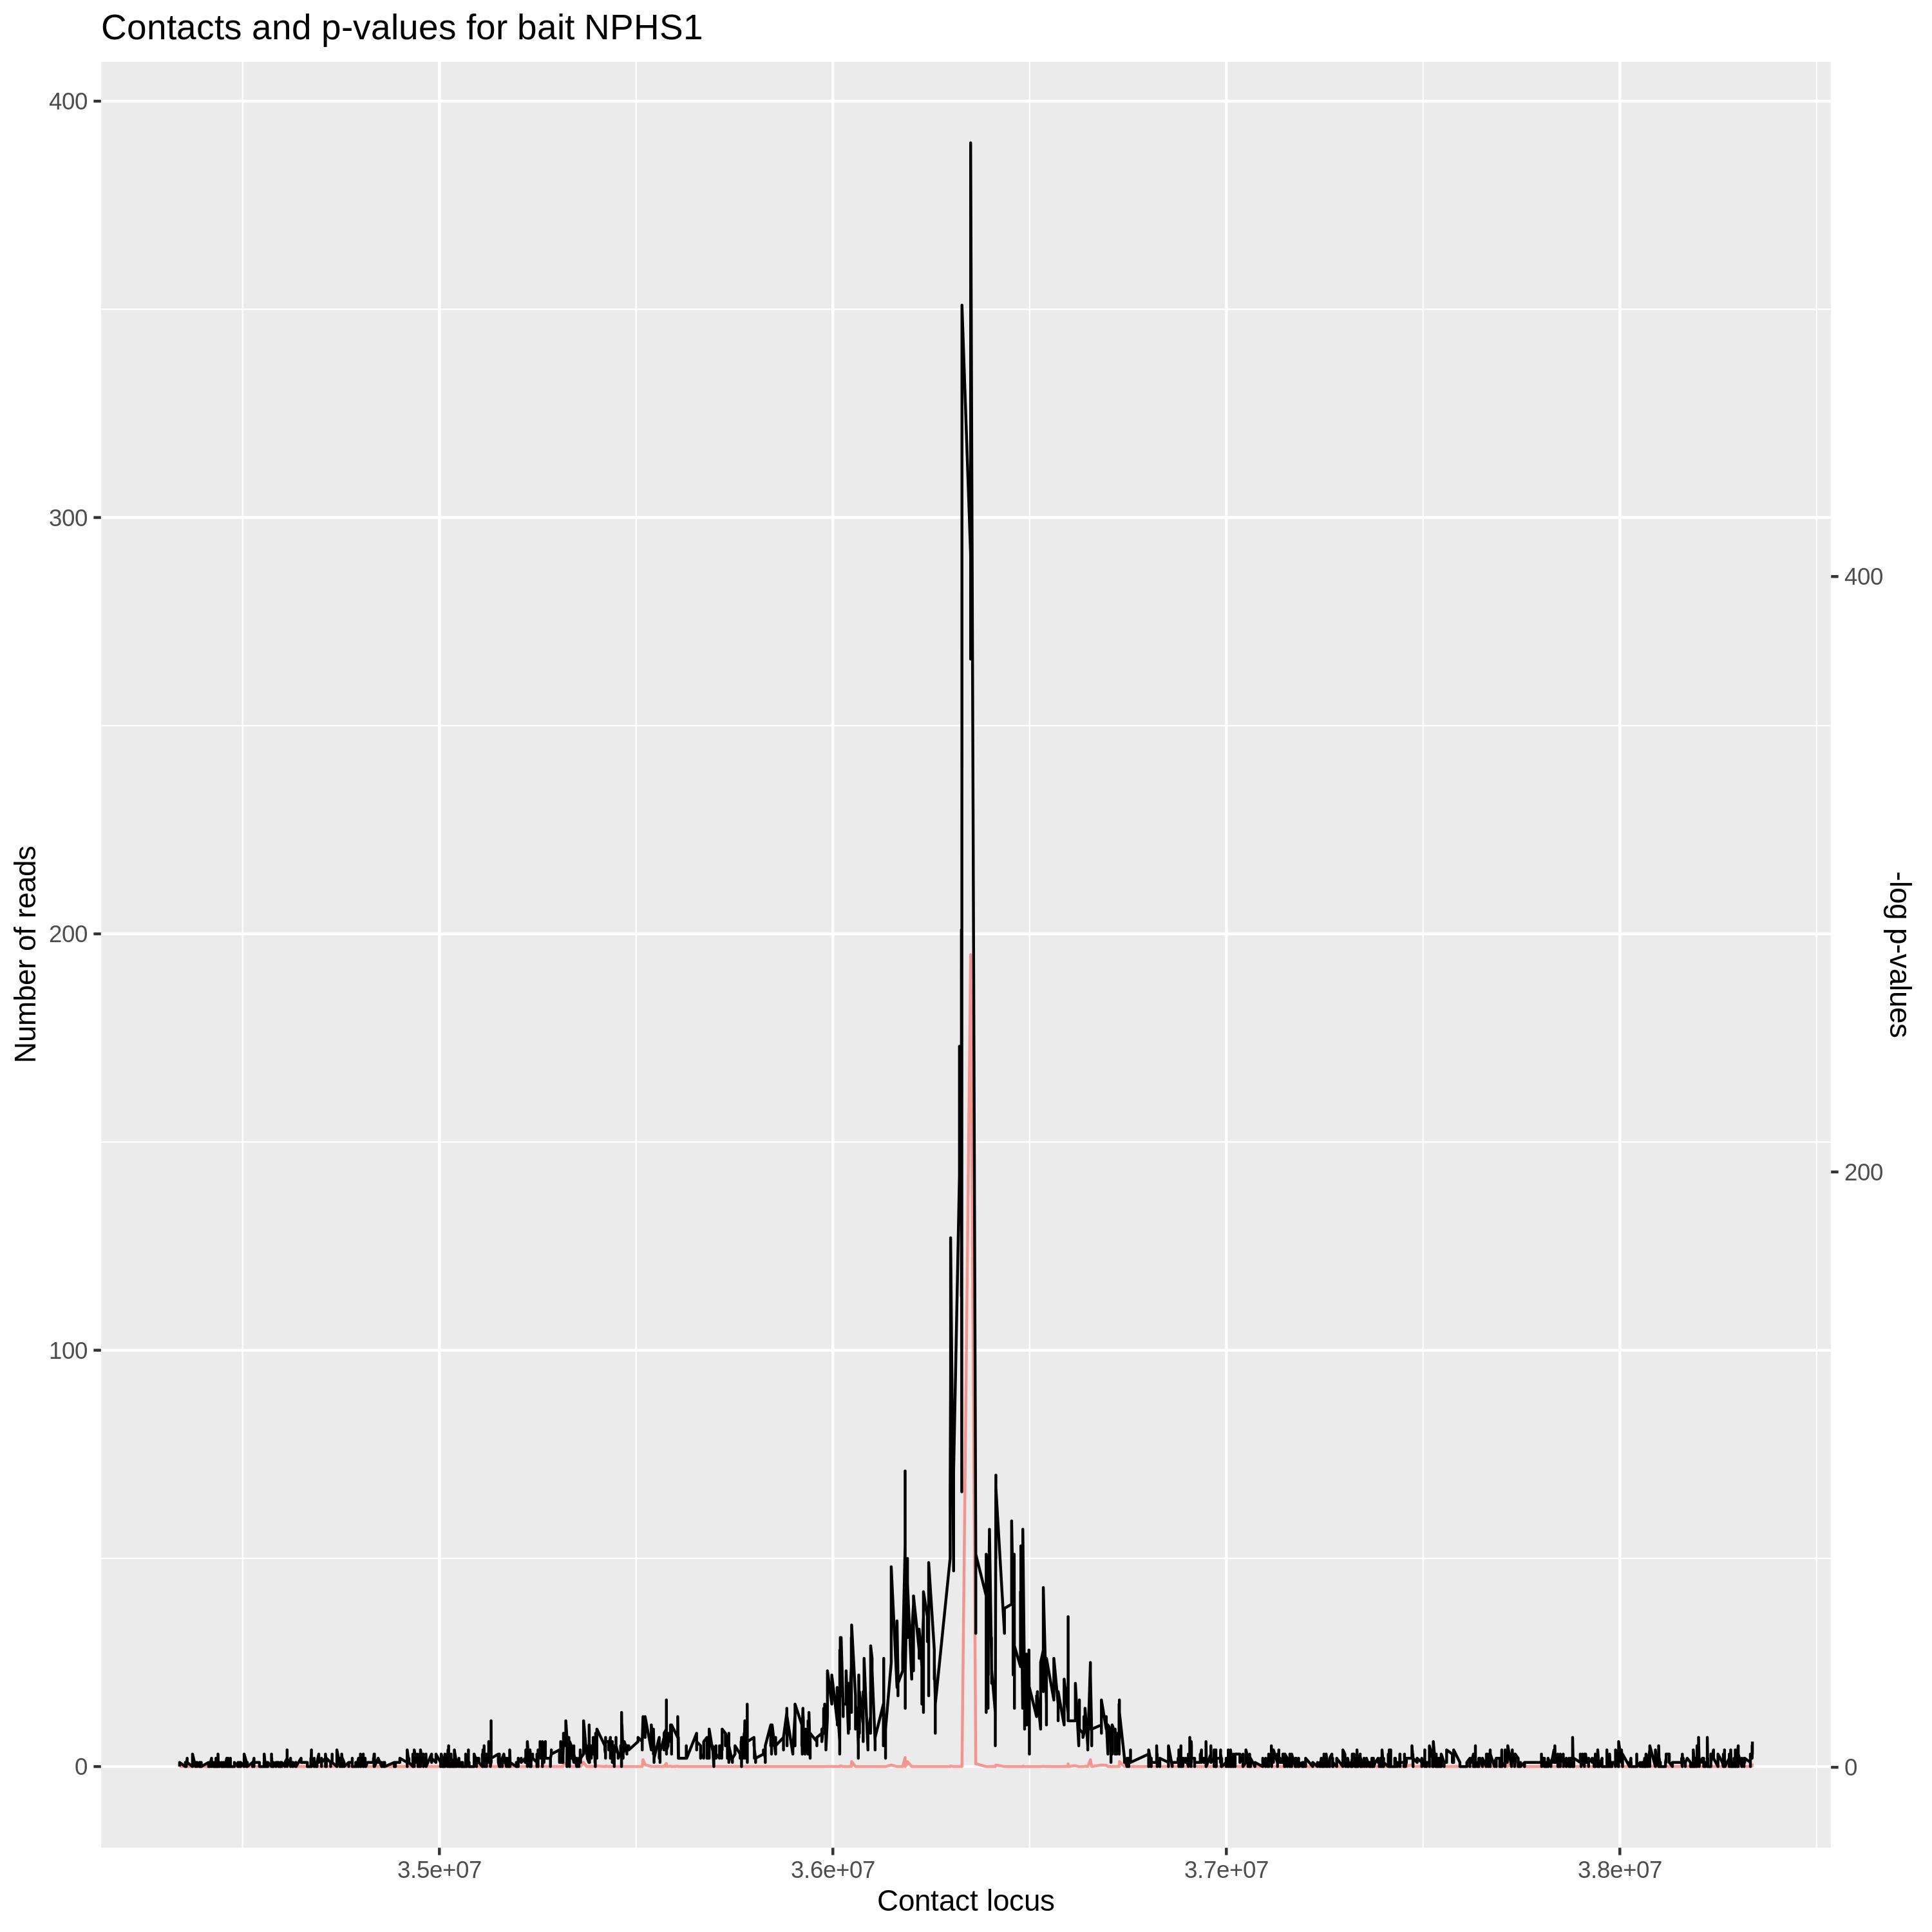 Contacts and p-values for bait NPHS1
400
300
200
100
0
Number of reads
400
200
0
-log p-values
3.5e+07
3.6e+07
3.7e+07
3.8e+07
Contact locus